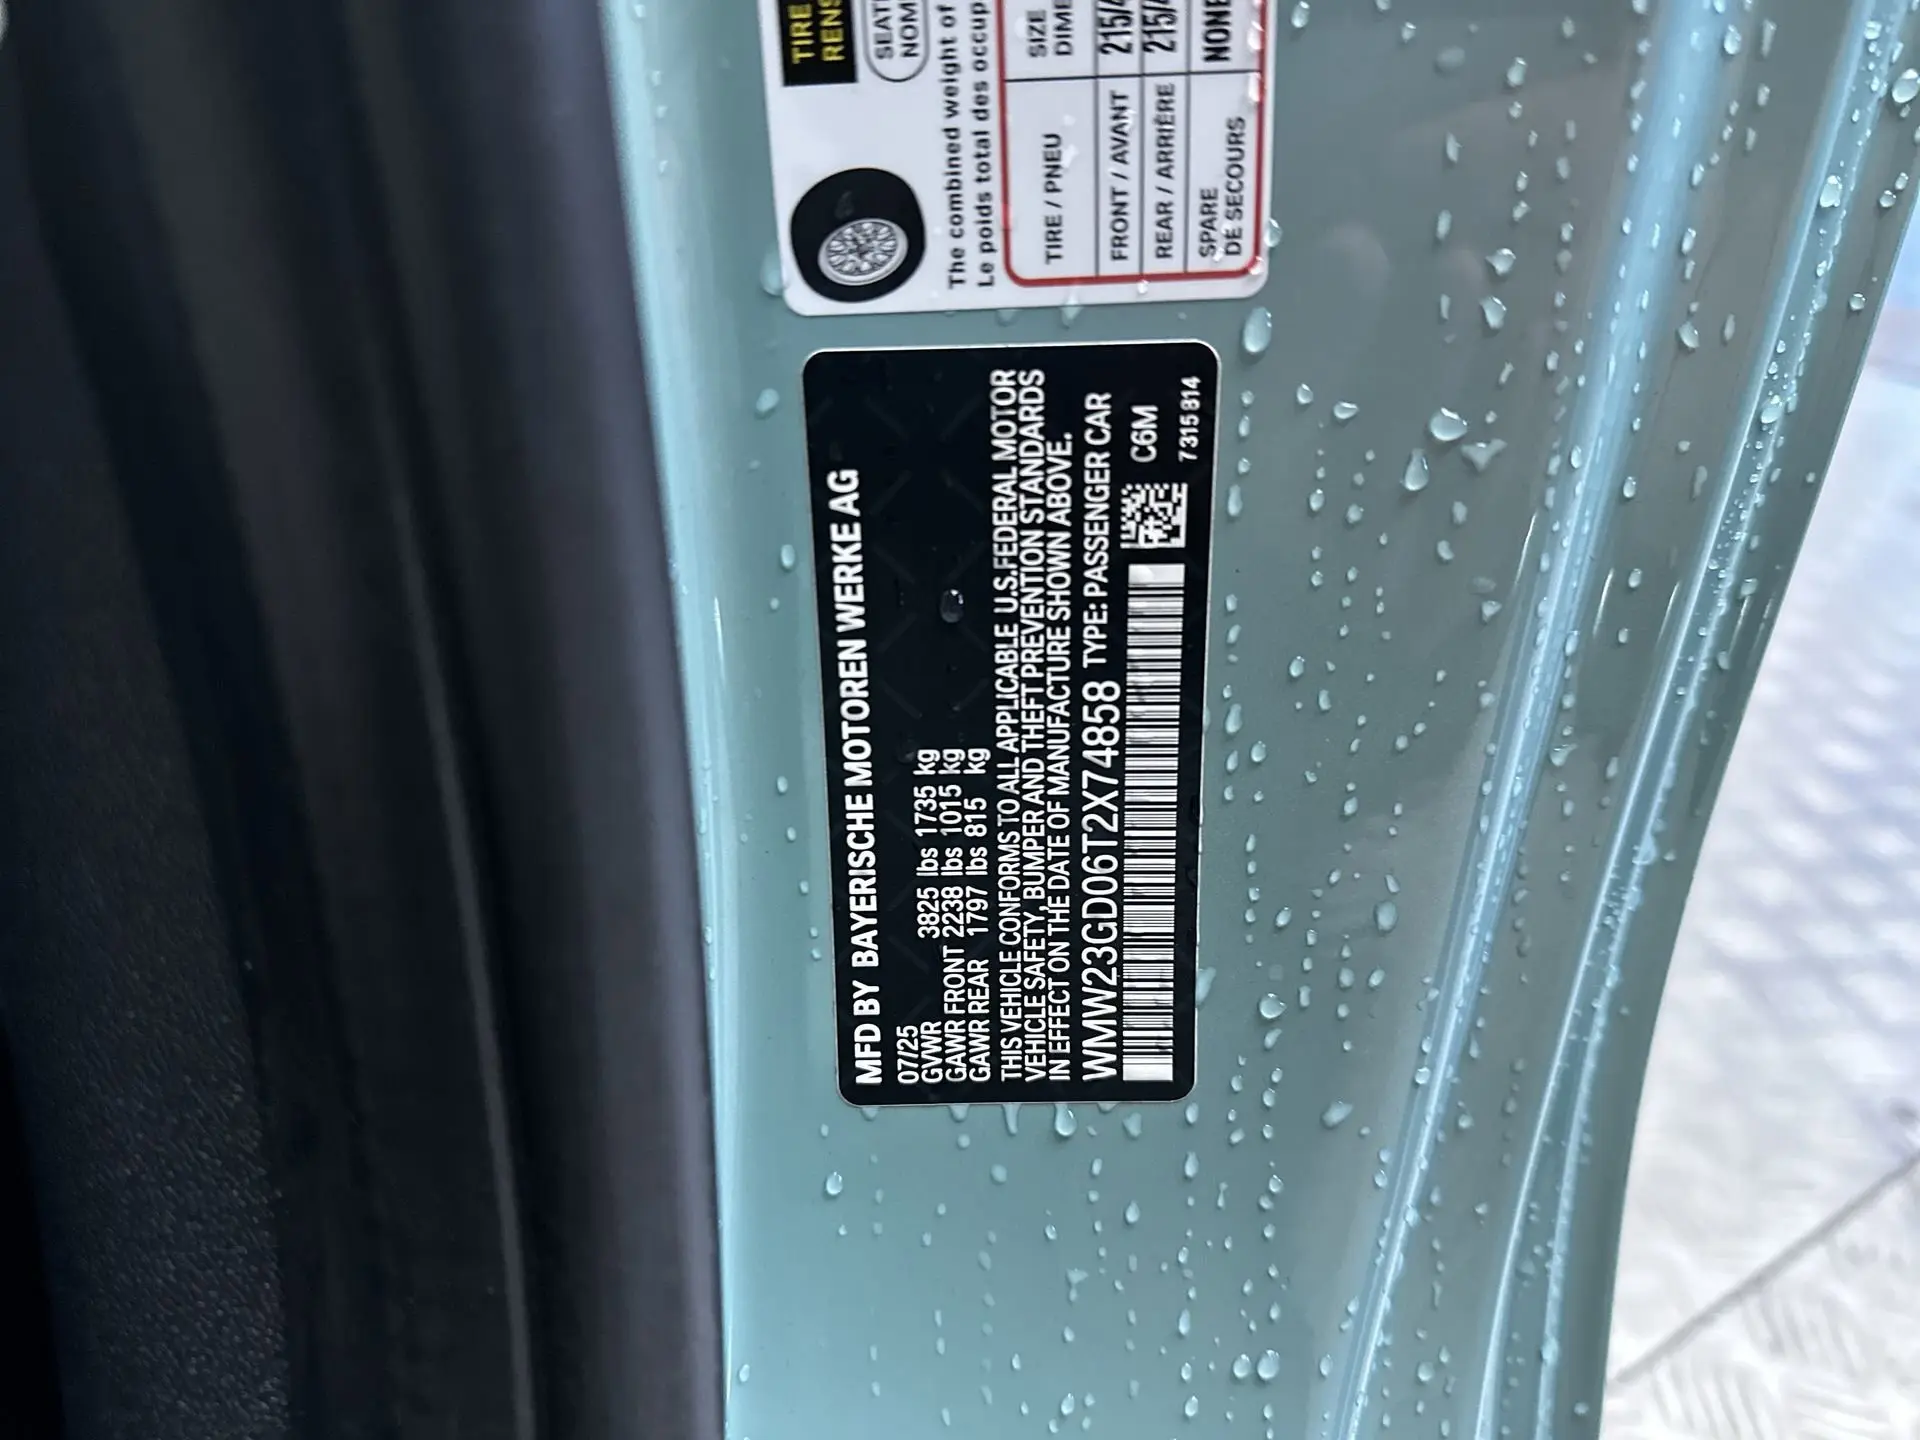 TIRE
RENS
SEAT
NOM
The combined weight of
Le poids total des occup
TIRE / PNEU
SIZE
DIME
FRONT / AVANT
215/4
REAR / ARRIÈRE
215/4
SPARE
DE SECOURS
NONE
MFD BY BAYERISCHE MOTOREN WERKE AG
07/25
GVWR 3825 lbs 1735 kg
GAWR FRONT 2238 lbs 1015 kg
GAWR REAR 1797 lbs 815 kg
THIS VEHICLE CONFORMS TO ALL APPLICABLE U.S.FEDERAL MOTOR
VEHICLE SAFETY, BUMPER AND THEFT PREVENTION STANDARDS
IN EFFECT ON THE DATE OF MANUFACTURE SHOWN ABOVE.
WMW23GD06T2X74858 TYPE: PASSENGER CAR
C6M
7 315 814